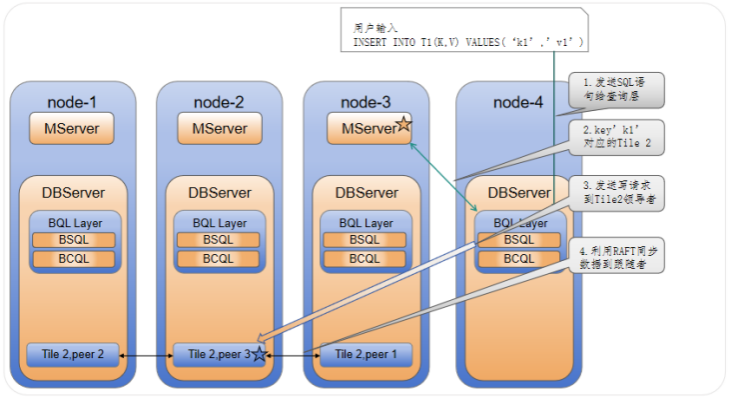 用户输入
INSERT INTO T1(K,V) VALUES( ‘k1’ ,’ v1’ )
node-1
node-2
node-3
node-4
MServer
MServer
MServer
1.发送SQL语
句给查询层
2.key’ k1’
对应的Tile 2
3.发送写请求
到Tile2领导者
4.利用RAFT同步
数据到跟随者
DBServer
DBServer
DBServer
DBServer
BQL Layer
BQL Layer
BQL Layer
BQL Layer
BSQL
BSQL
BSQL
BSQL
BCQL
BCQL
BCQL
BCQL
Tile 2,peer 2
Tile 2,peer 3
Tile 2,peer 1